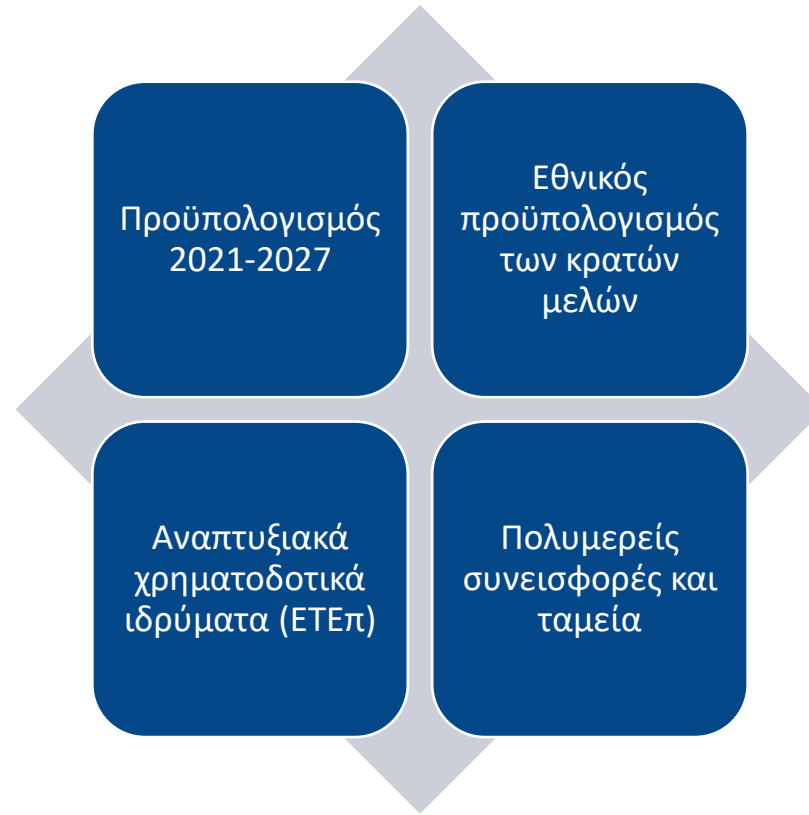 Προϋπολογισμός
2021-2027
Εθνικός
προϋπολογισμός
των κρατών
μελών
Αναπτυξιακά
χρηματοδοτικά
ιδρύματα (ΕΤΕπ)
Πολυμερείς
συνεισφορές και
ταμεία